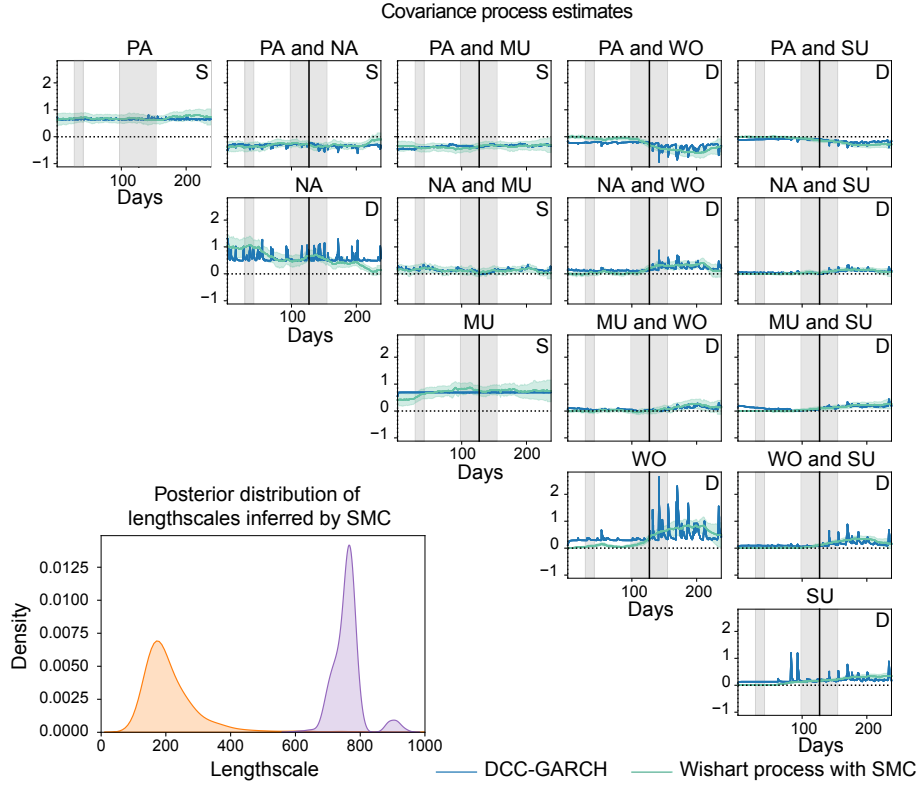 Covariance process estimates
PA
PA and NA
PA and MU
PA and WO
PA and SU
2
1
0
−1
S
S
S
D
D
100
200
Days
NA
NA and MU
NA and WO
NA and SU
2
1
0
−1
D
S
D
D
100
200
Days
MU
MU and WO
MU and SU
2
1
0
−1
S
D
D
100
200
Days
WO
WO and SU
2
1
0
−1
D
D
100
200
Days
SU
2
1
0
−1
D
100
200
Days
Posterior distribution of
lengthscales inferred by SMC
Density
0.0125
0.0100
0.0075
0.0050
0.0025
0.0000
0
200
400
600
800
1000
Lengthscale
DCC-GARCH
Wishart process with SMC